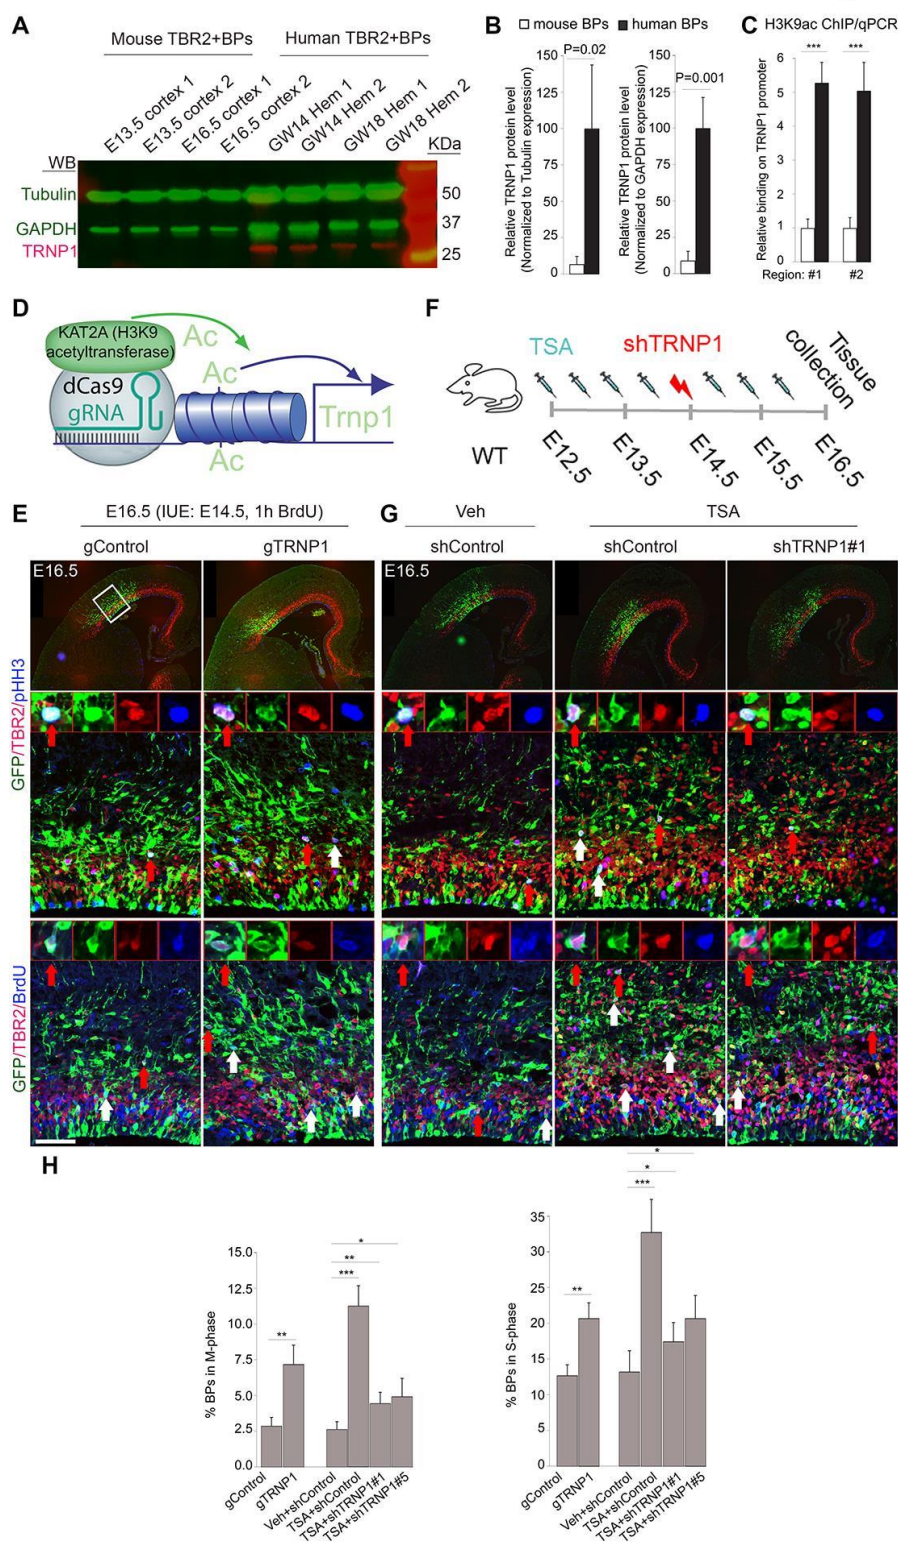 A
Mouse TBR2+BPs
Human TBR2+BPs
E13.5 cortex 1
E13.5 cortex 2
E16.5 cortex 1
E16.5 cortex 2
GW14 Hem 1
GW14 Hem 2
GW18 Hem 1
GW18 Hem 2
WB
KDa
Tubulin
50
GAPDH
37
TRNP1
25
B
mouse BPs
human BPs
Relative TRNP1 protein level
(Normalized to Tubulin expression)
150
125
100
75
50
25
0
P=0.02
Relative TRNP1 protein level
(Normalized to GAPDH expression)
150
125
100
75
50
25
0
P=0.001
C
H3K9ac ChIP/qPCR
Relative binding on TRNP1 promoter
6
5
4
3
2
1
0
***
***
Region: #1
#2
D
KAT2A (H3K9
acetyltransferase)
Ac
Ac
dCas9
gRNA
Trnp1
Ac
F
TSA
shTRNP1
Tissue
collection
WT
E12.5
E13.5
E14.5
E15.5
E16.5
E
E16.5 (IUE: E14.5, 1h BrdU)
gControl
gTRNP1
G
Veh
TSA
shControl
shControl
shTRNP1#1
E16.5
E16.5
GFP/TBR2/pHH3
GFP/TBR2/BrdU
H
% BPs in M-phase
15.0
12.5
10.0
7.5
5.0
2.5
0.0
**
*
**
***
gControl
gTRNP1
Veh+shControl
TSA+shControl
TSA+shTRNP1#1
TSA+shTRNP1#5
% BPs in S-phase
35
30
25
20
15
10
5
0
**
*
*
***
gControl
gTRNP1
Veh+shControl
TSA+shControl
TSA+shTRNP1#1
TSA+shTRNP1#5